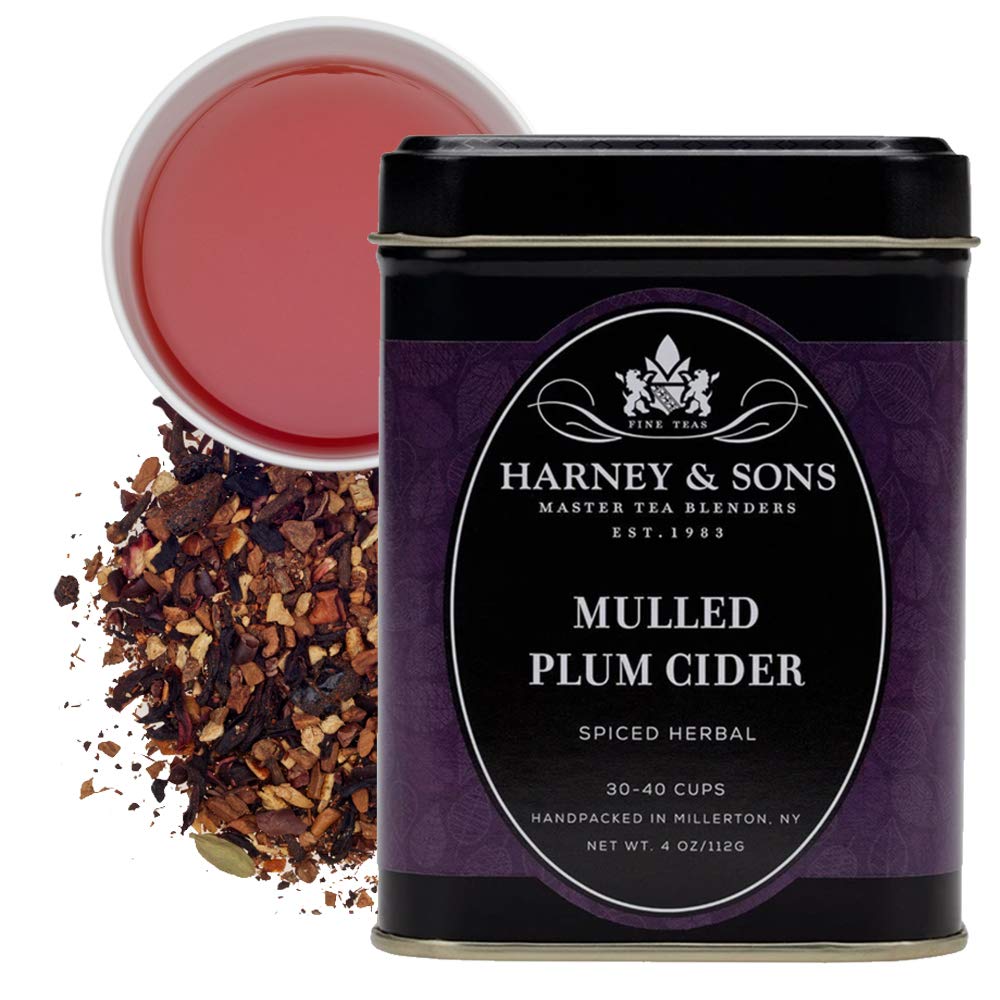 FINE TEAS
HARNEY & SONS
MASTER TEA BLENDERS
EST. 1983
MULLED
PLUM CIDER
SPICED HERBAL
30-40 CUPS
HANDPACKED IN MILLERTON, NY
NET WT. 4 OZ/112G